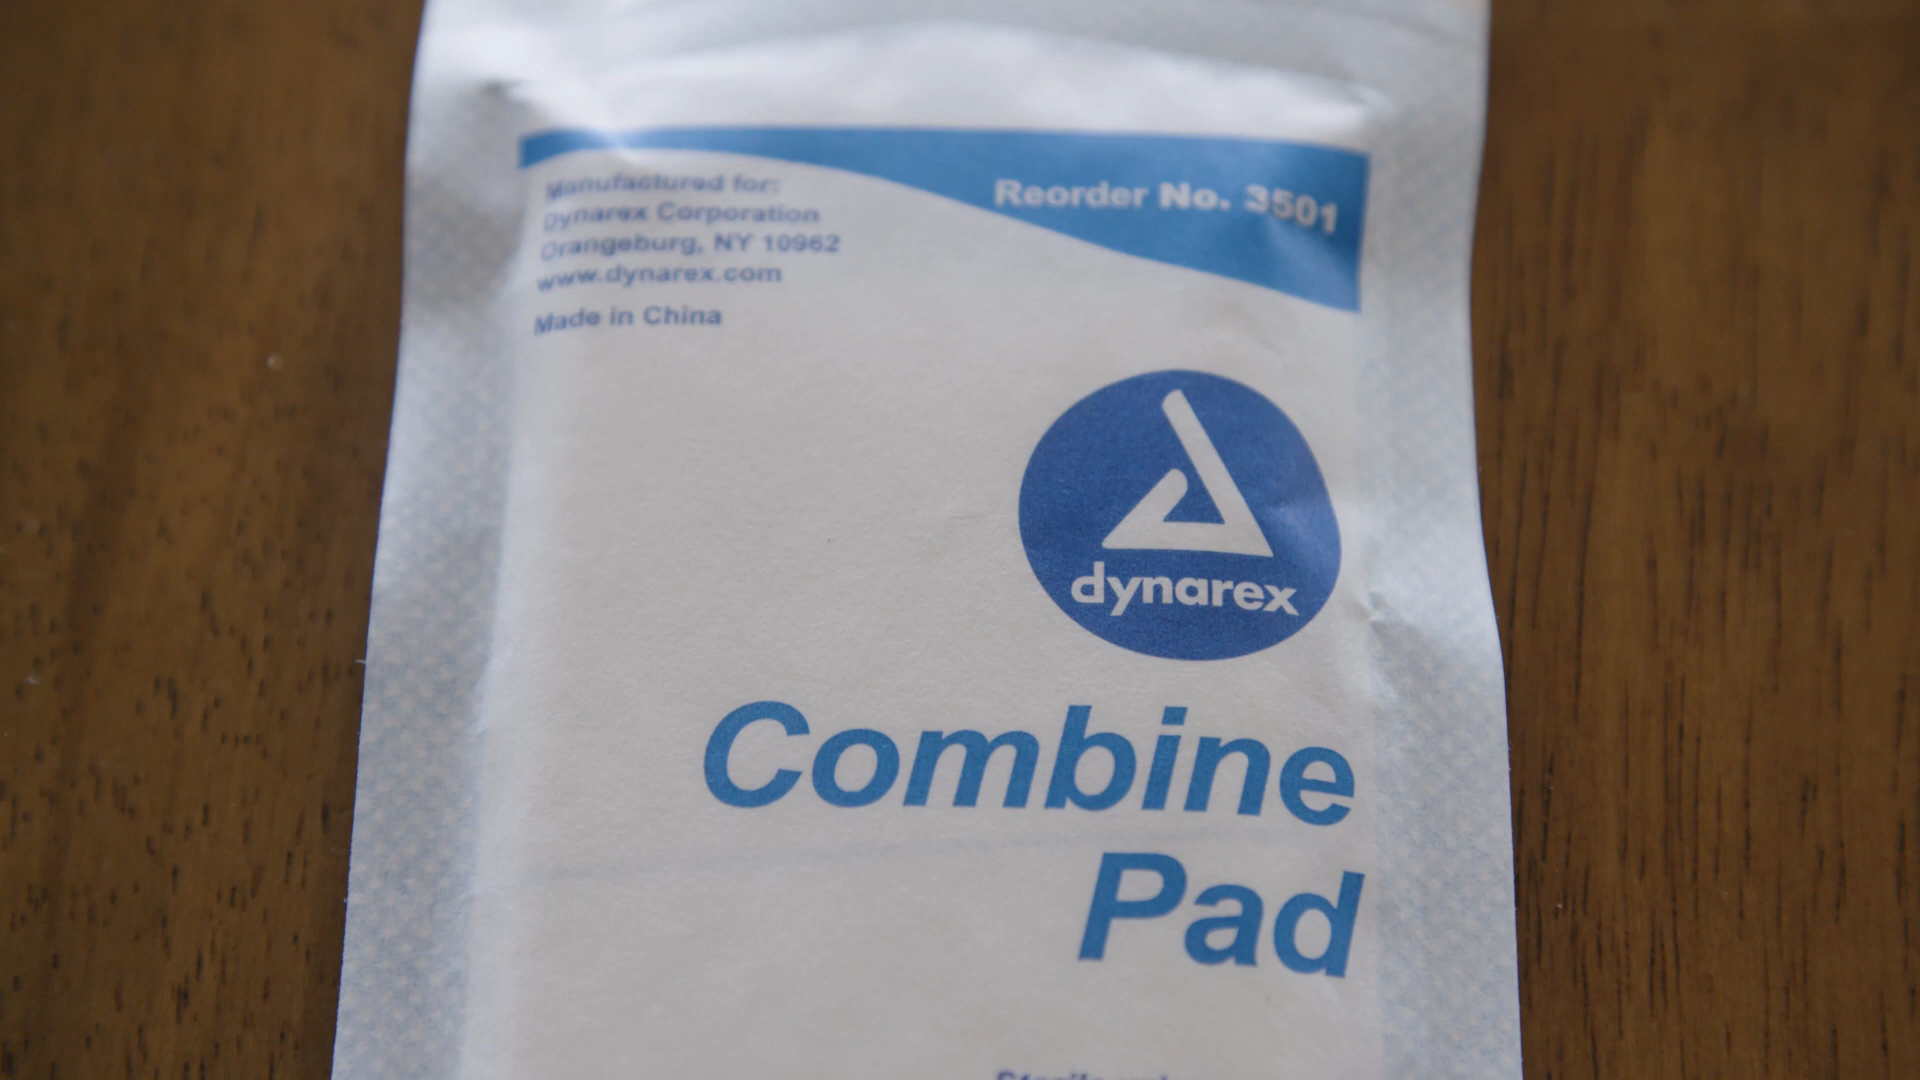 Manufactured for:
Dynarex Corporation
Orangeburg, NY 10962
www.dynarex.com
Made in China
Reorder No. 3501
dynarex
Combine
Pad